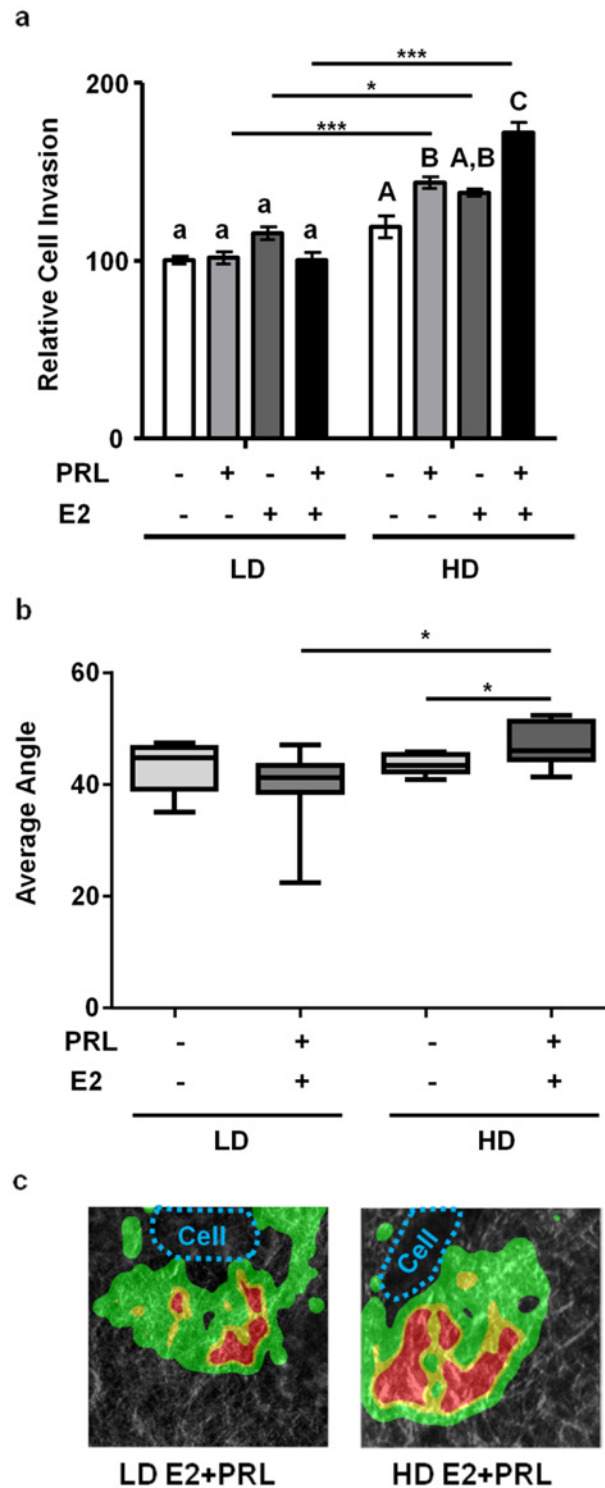 a
***
*
***
200
C
B
A,B
A
a
a
a
a
100
0
Relative Cell Invasion
PRL - + - + - + - +
E2 - - + + - - + +
LD HD
b
*
*
60
40
20
0
Average Angle
PRL - + - +
E2 - + - +
LD HD
c
Cell
Cell
LD E2+PRL HD E2+PRL